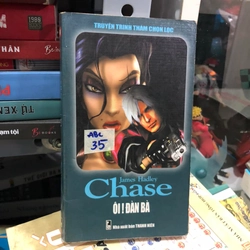 TRUYỆN TRINH THÁM CHỌN LỌC
ABC
35
James Hadley
Chase
ÔI ! ĐÀN BÀ
Nhà xuất bản THANH NIÊN